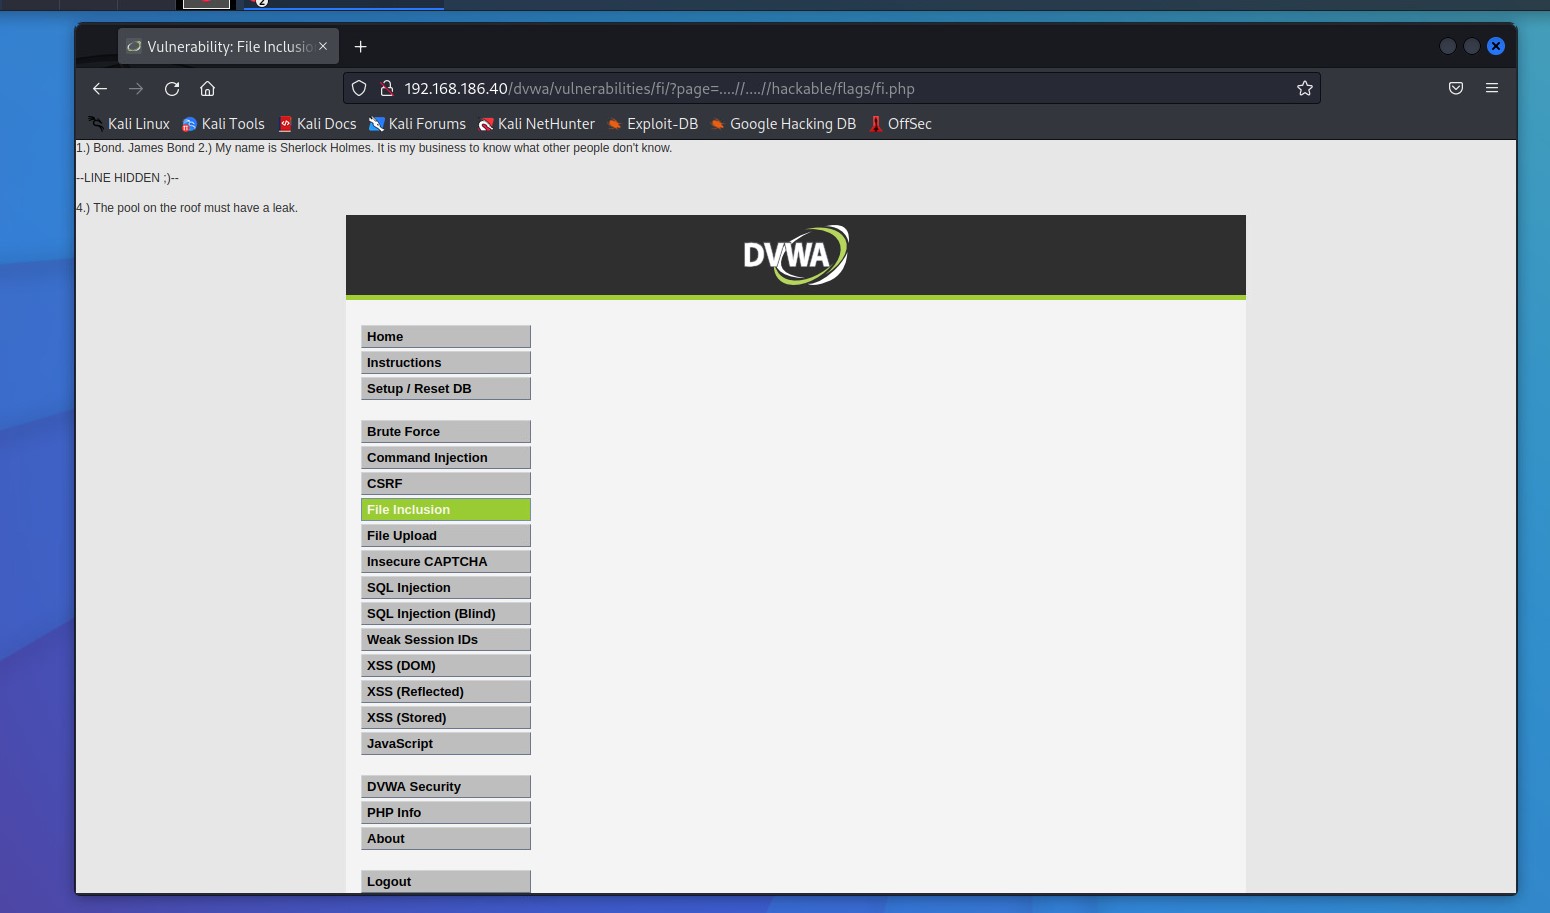 2
Vulnerability: File Inclusio
192.168.186.40/dvwa/vulnerabilities/fi/?page=....//....//hackable/flags/fi.php
Kali Linux Kali Tools Kali Docs Kali Forums Kali NetHunter Exploit-DB Google Hacking DB OffSec
1.) Bond. James Bond 2.) My name is Sherlock Holmes. It is my business to know what other people don't know.
--LINE HIDDEN ;)--
4.) The pool on the roof must have a leak.
DVWA
Home
Instructions
Setup / Reset DB
Brute Force
Command Injection
CSRF
File Inclusion
File Upload
Insecure CAPTCHA
SQL Injection
SQL Injection (Blind)
Weak Session IDs
XSS (DOM)
XSS (Reflected)
XSS (Stored)
JavaScript
DVWA Security
PHP Info
About
Logout